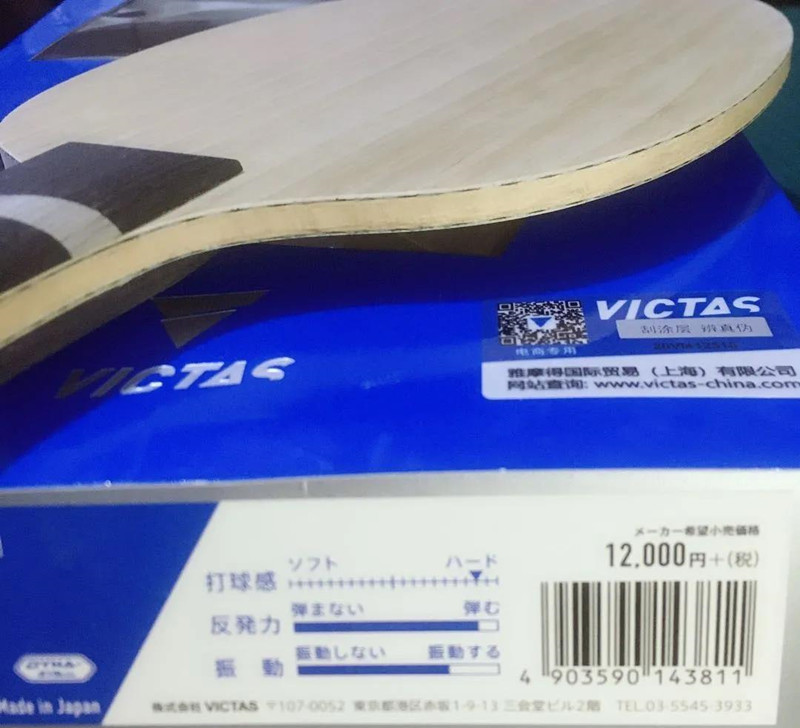 VICTAS
刮涂层 辨真伪
电商专用
雅摩得国际贸易（上海）有限公司
网站查询: www.victas-china.com
VICTAS
メーカー希望小売価格
12,000円+(税)
打球感
ソフト
ハード
反発力
弾まない
弾む
振動
振動しない
振動する
4 903590 143811
Made in Japan
株式会社 VICTAS 〒107-0052 東京都港区赤坂1-9-13 三会堂ビル2階 TEL.03-5545-3933